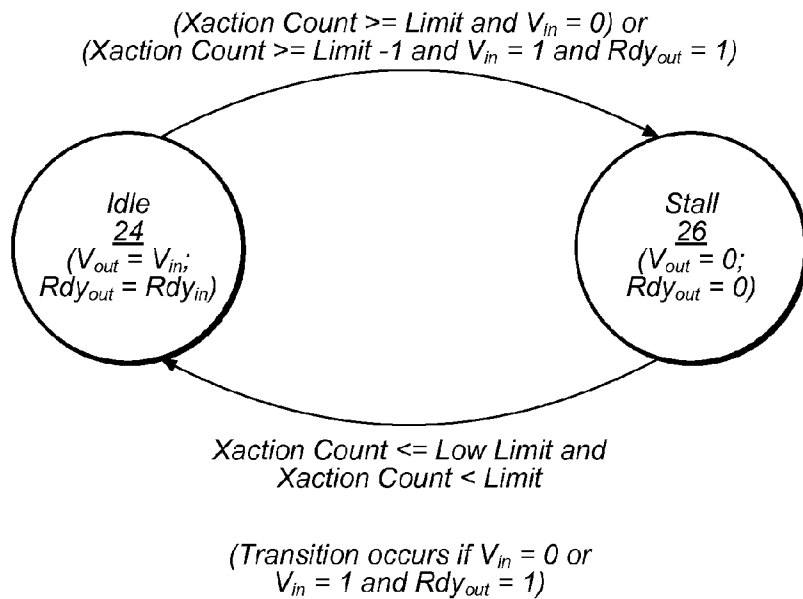 (Xaction Count >= Limit and Vin = 0) or
(Xaction Count >= Limit -1 and Vin = 1 and Rdyout = 1)
Idle
24
(Vout = Vin;
Rdyout = Rdyin)
Stall
26
(Vout = 0;
Rdyout = 0)
Xaction Count <= Low Limit and
Xaction Count < Limit
(Transition occurs if Vin = 0 or
Vin = 1 and Rdyout = 1)